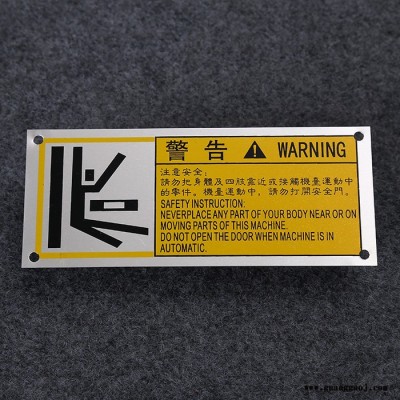 警告 ⚠ WARNING
注意安全:
請勿把身體及四肢靠近或接觸機臺運動中
的零件。機臺運動中，請勿打開安全門。
SAFETY INSTRUCTION:
NEVERPLACE ANY PART OF YOUR BODY NEAR OR ON
MOVING PARTS OF THIS MACHINE.
DO NOT OPEN THE DOOR WHEN MACHINE IS IN
AUTOMATIC.